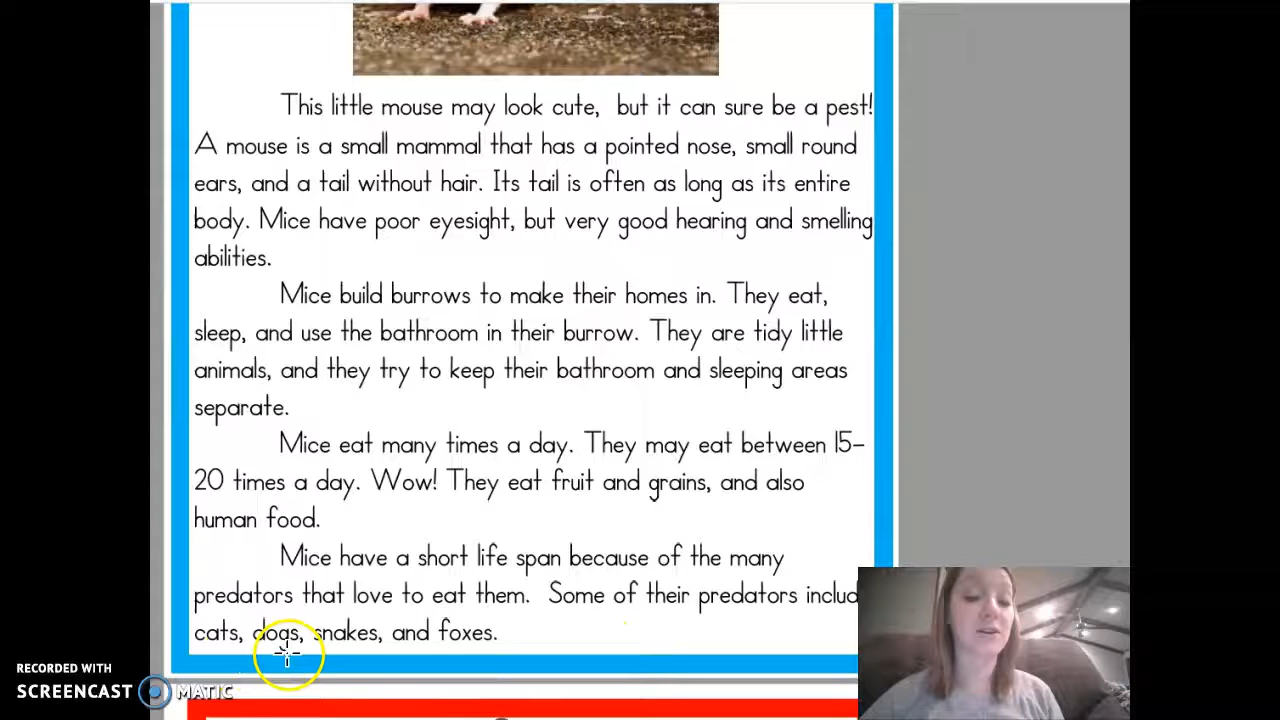 This little mouse may look cute, but it can sure be a pest!
A mouse is a small mammal that has a pointed nose, small round
ears, and a tail without hair. Its tail is often as long as its entire
body. Mice have poor eyesight, but very good hearing and smelling
abilities.
Mice build burrows to make their homes in. They eat,
sleep, and use the bathroom in their burrow. They are tidy little
animals, and they try to keep their bathroom and sleeping areas
separate.
Mice eat many times a day. They may eat between 15-
20 times a day. Wow! They eat fruit and grains, and also
human food.
Mice have a short life span because of the many
predators that love to eat them. Some of their predators includ
cats, dogs, snakes, and foxes.
RECORDED WITH
SCREENCAST MATIC